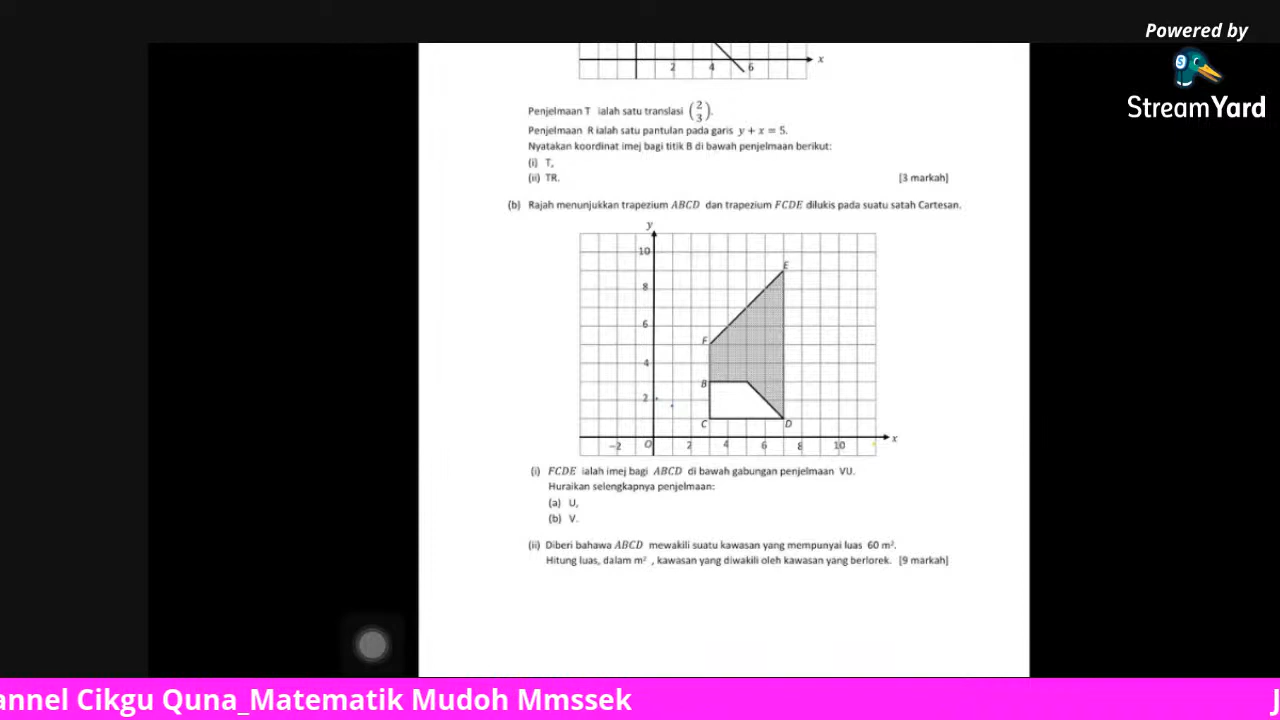 Powered by
StreamYard
2 4 6 x
Penjelmaan T ialah satu translasi (2 3).
Penjelmaan R ialah satu pantulan pada garis y + x = 5.
Nyatakan koordinat imej bagi titik B di bawah penjelmaan berikut:
(i) T,
(ii) TR. [3 markah]
(b) Rajah menunjukkan trapezium ABCD dan trapezium FCDE dilukis pada suatu satah Cartesan.
y
10
E
8
6
F
4
B
2
C D
−2 O 2 4 6 8 10 x
(i) FCDE ialah imej bagi ABCD di bawah gabungan penjelmaan VU.
Huraikan selengkapnya penjelmaan:
(a) U,
(b) V.
(ii) Diberi bahawa ABCD mewakili suatu kawasan yang mempunyai luas 60 m².
Hitung luas, dalam m² , kawasan yang diwakili oleh kawasan yang berlorek. [9 markah]
annel Cikgu Quna_Matematik Mudoh Mmssek J